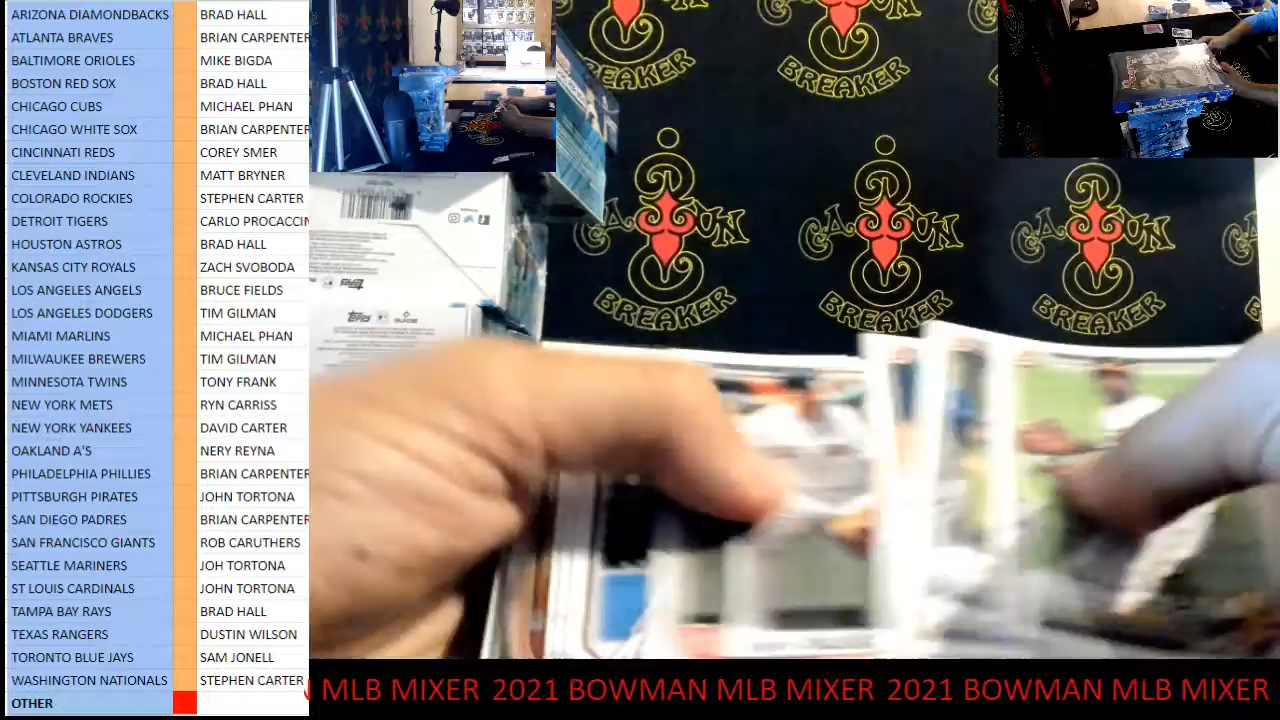 ARIZONA DIAMONDBACKS BRAD HALL
ATLANTA BRAVES BRIAN CARPENTER
BALTIMORE ORIOLES MIKE BIGDA
BRAD HALL
CHICAGO CUBS MICHAEL PHAN
CHICAGO WHITE SOX BRIAN CARPENTER
CINCINNATI REDS COREY SMER
CLEVELAND INDIANS MATT BRYNER
COLORADO ROCKIES STEPHEN CARTER
DETROIT TIGERS CARLO PROCACCIN
HOUSTON BRAD HALL
KANSAS CITY ZACH SVOBODA
LOS ANGELES ANGELS BRUCE FIELDS
LOS ANGELES DODGERS TIM GILMAN
MIAMI MARLINS MICHAEL PHAN
MILWAUKEE BREWERS TIM GILMAN
MINNESOTA TWINS TONY FRANK
NEW YORK METS RYN CARRISS
NEW YORK YANKEES DAVID CARTER
OAKLAND A'S NERY REYNA
PHILADELPHIA PHILLIES BRIAN CARPENTER
PITTSBURGH PIRATES JOHN TORTONA
SAN DIEGO PADRES BRIAN CARPENTER
SAN FRANCISCO GIANTS ROB CARUTHERS
SEATTLE MARINERS JOH TORTONA
ST LOUIS CARDINALS JOHN TORTONA
TAMPA BAY RAYS BRAD HALL
TEXAS RANGERS DUSTIN WILSON
TORONTO BLUE JAYS SAM JONELL
WASHINGTON NATIONALS STEPHEN CARTER
OTHER
BREAKER
BREAKER
CAJUN
BREAKER
CAJUN
BREAKER
CAJUN
BREAKER
Topps
Topps
N MLB MIXER 2021 BOWMAN MLB MIXER 2021 BOWMAN MLB MIXER